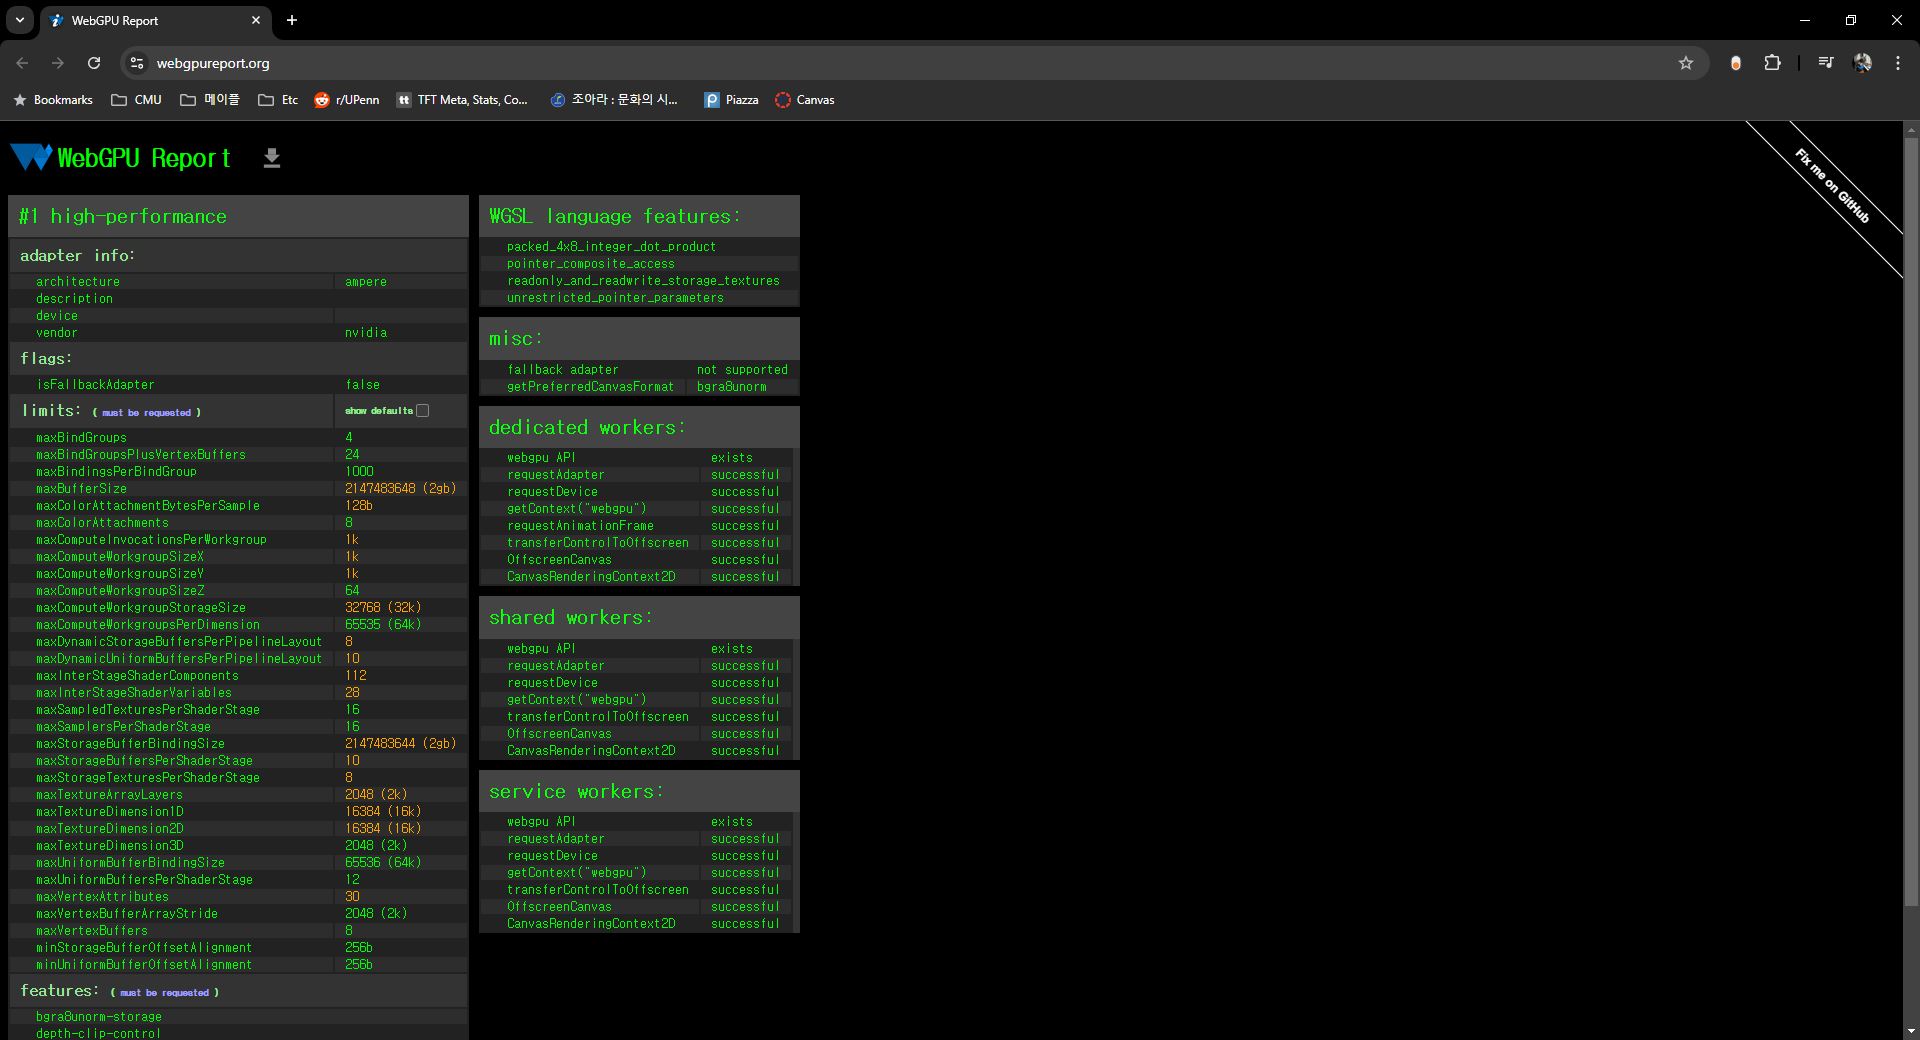 WebGPU Report
webgpureport.org
Bookmarks
CMU
메이플
Etc
r/UPenn
TFT Meta, Stats, Co...
조아라 : 문화의 시...
Piazza
Canvas
WebGPU Report
Fix me on GitHub
#1 high-performance
adapter info:
architecture ampere
description
device
vendor nvidia
flags:
isFallbackAdapter false
limits: ( must be requested ) show defaults
maxBindGroups 4
maxBindGroupsPlusVertexBuffers 24
maxBindingsPerBindGroup 1000
maxBufferSize 2147483648 (2gb)
maxColorAttachmentBytesPerSample 128b
maxColorAttachments 8
maxComputeInvocationsPerWorkgroup 1k
maxComputeWorkgroupSizeX 1k
maxComputeWorkgroupSizeY 1k
maxComputeWorkgroupSizeZ 64
maxComputeWorkgroupStorageSize 32768 (32k)
maxComputeWorkgroupsPerDimension 65535 (64k)
maxDynamicStorageBuffersPerPipelineLayout 8
maxDynamicUniformBuffersPerPipelineLayout 10
maxInterStageShaderComponents 112
maxInterStageShaderVariables 28
maxSampledTexturesPerShaderStage 16
maxSamplersPerShaderStage 16
maxStorageBufferBindingSize 2147483644 (2gb)
maxStorageBuffersPerShaderStage 10
maxStorageTexturesPerShaderStage 8
maxTextureArrayLayers 2048 (2k)
maxTextureDimension1D 16384 (16k)
maxTextureDimension2D 16384 (16k)
maxTextureDimension3D 2048 (2k)
maxUniformBufferBindingSize 65536 (64k)
maxUniformBuffersPerShaderStage 12
maxVertexAttributes 30
maxVertexBufferArrayStride 2048 (2k)
maxVertexBuffers 8
minStorageBufferOffsetAlignment 256b
minUniformBufferOffsetAlignment 256b
features: ( must be requested )
bgra8unorm-storage
depth-clip-control
WGSL language features:
packed_4x8_integer_dot_product
pointer_composite_access
readonly_and_readwrite_storage_textures
unrestricted_pointer_parameters
misc:
fallback adapter not supported
getPreferredCanvasFormat bgra8unorm
dedicated workers:
webgpu API exists
requestAdapter successful
requestDevice successful
getContext("webgpu") successful
requestAnimationFrame successful
transferControlToOffscreen successful
OffscreenCanvas successful
CanvasRenderingContext2D successful
shared workers:
webgpu API exists
requestAdapter successful
requestDevice successful
getContext("webgpu") successful
transferControlToOffscreen successful
OffscreenCanvas successful
CanvasRenderingContext2D successful
service workers:
webgpu API exists
requestAdapter successful
requestDevice successful
getContext("webgpu") successful
transferControlToOffscreen successful
OffscreenCanvas successful
CanvasRenderingContext2D successful